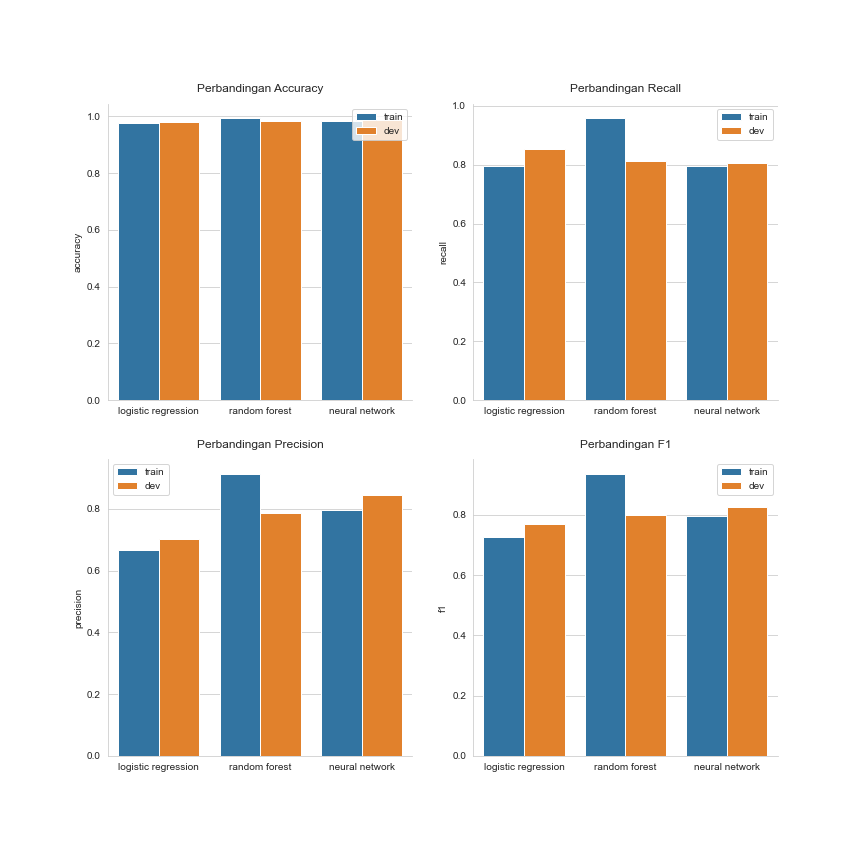 Perbandingan Accuracy
train
dev
1.0
0.8
0.6
0.4
0.2
0.0
accuracy
logistic regression
random forest
neural network
Perbandingan Recall
train
dev
1.0
0.8
0.6
0.4
0.2
0.0
recall
logistic regression
random forest
neural network
Perbandingan Precision
train
dev
0.8
0.6
0.4
0.2
0.0
precision
logistic regression
random forest
neural network
Perbandingan F1
train
dev
0.8
0.6
0.4
0.2
0.0
f1
logistic regression
random forest
neural network